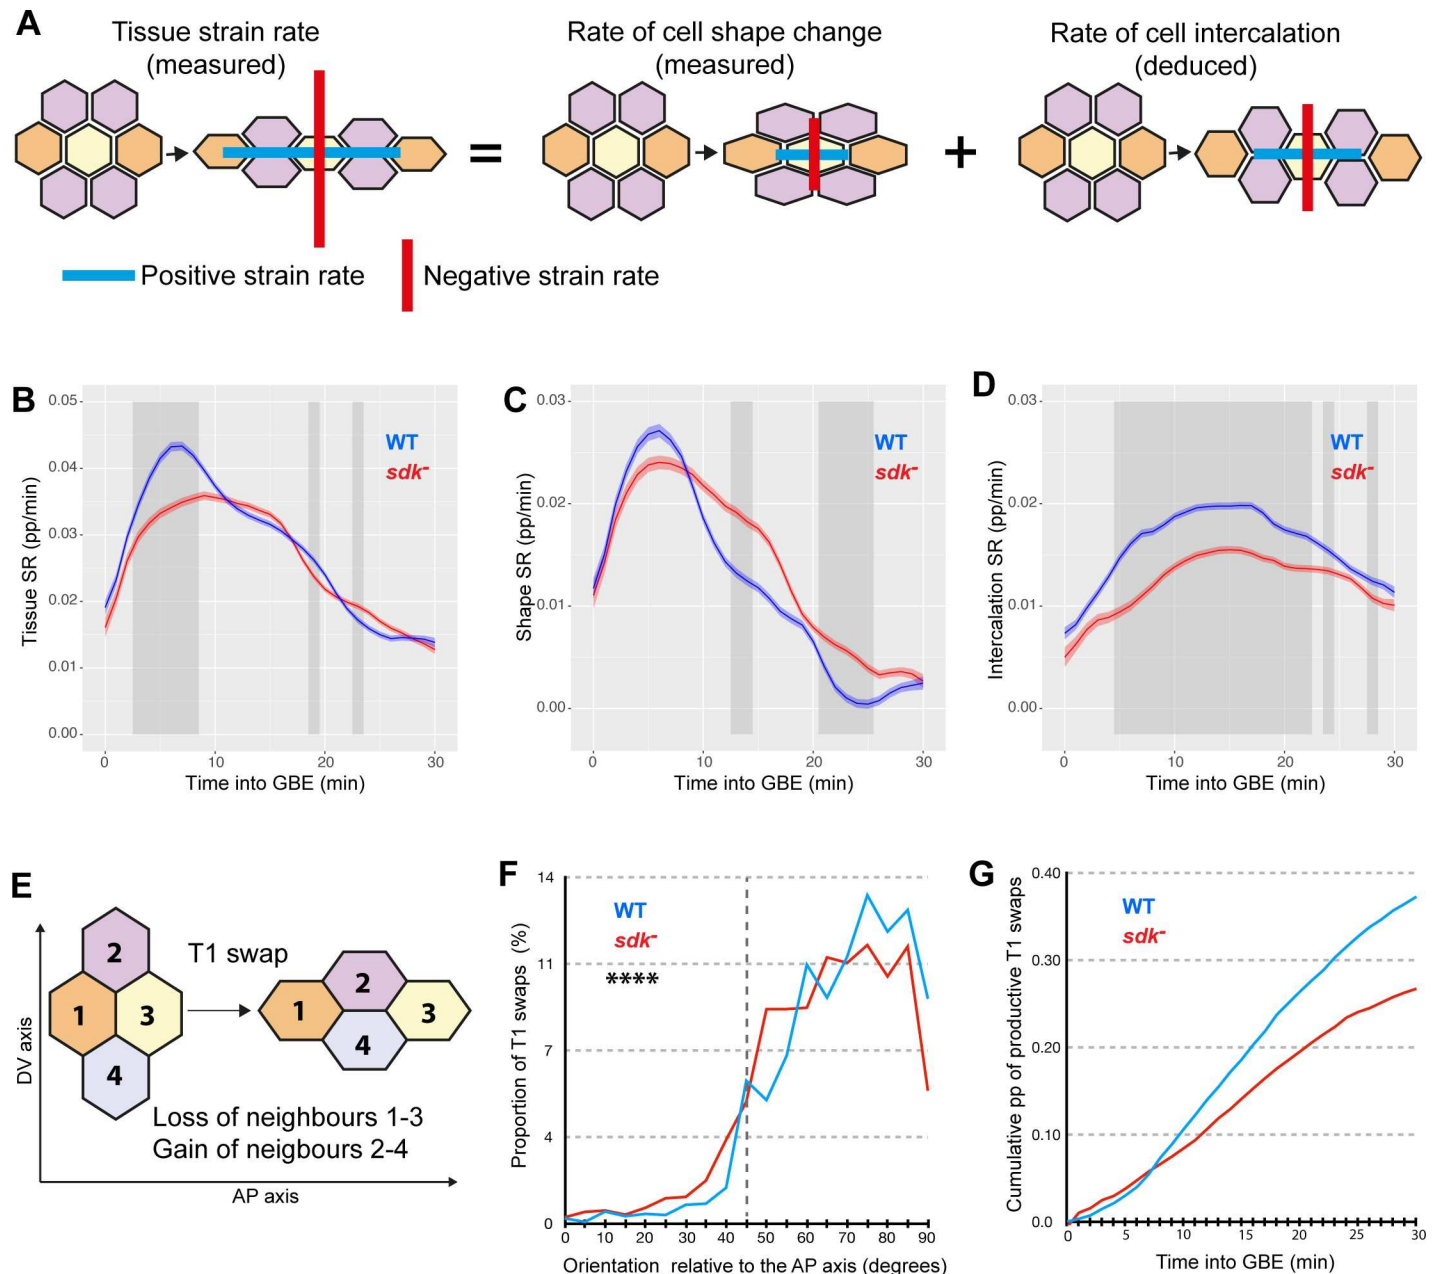 A
Tissue strain rate
(measured)
Rate of cell shape change
(measured)
Rate of cell intercalation
(deduced)
=
+
Positive strain rate
Negative strain rate
B
Tissue SR (pp/min)
0.05
0.04
0.03
0.02
0.01
0.00
WT
sdk-
0
10
20
30
Time into GBE (min)
C
Shape SR (pp/min)
0.03
0.02
0.01
0.00
WT
sdk-
0
10
20
30
Time into GBE (min)
D
Intercalation SR (pp/min)
0.03
0.02
0.01
0.00
WT
sdk-
0
10
20
30
Time into GBE (min)
E
DV axis
2
1
3
4
T1 swap
2
1
3
4
Loss of neighbours 1-3
Gain of neigbours 2-4
AP axis
F
Proportion of T1 swaps (%)
14
11
7
4
0
WT
sdk-
****
0
10
20
30
40
50
60
70
80
90
Orientation relative to the AP axis (degrees)
G
Cumulative pp of productive T1 swaps
0.40
0.30
0.20
0.10
0.0
WT
sdk-
0
5
10
15
20
25
30
Time into GBE (min)